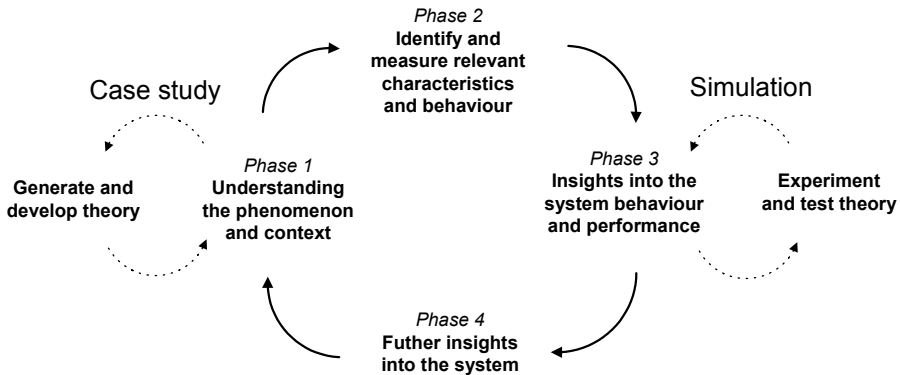 Phase 2
Identify and
measure relevant
characteristics
and behaviour
Case study
Simulation
Generate and
develop theory
Phase 1
Understanding
the phenomenon
and context
Phase 3
Insights into the
system behaviour
and performance
Experiment
and test theory
Phase 4
Futher insights
into the system